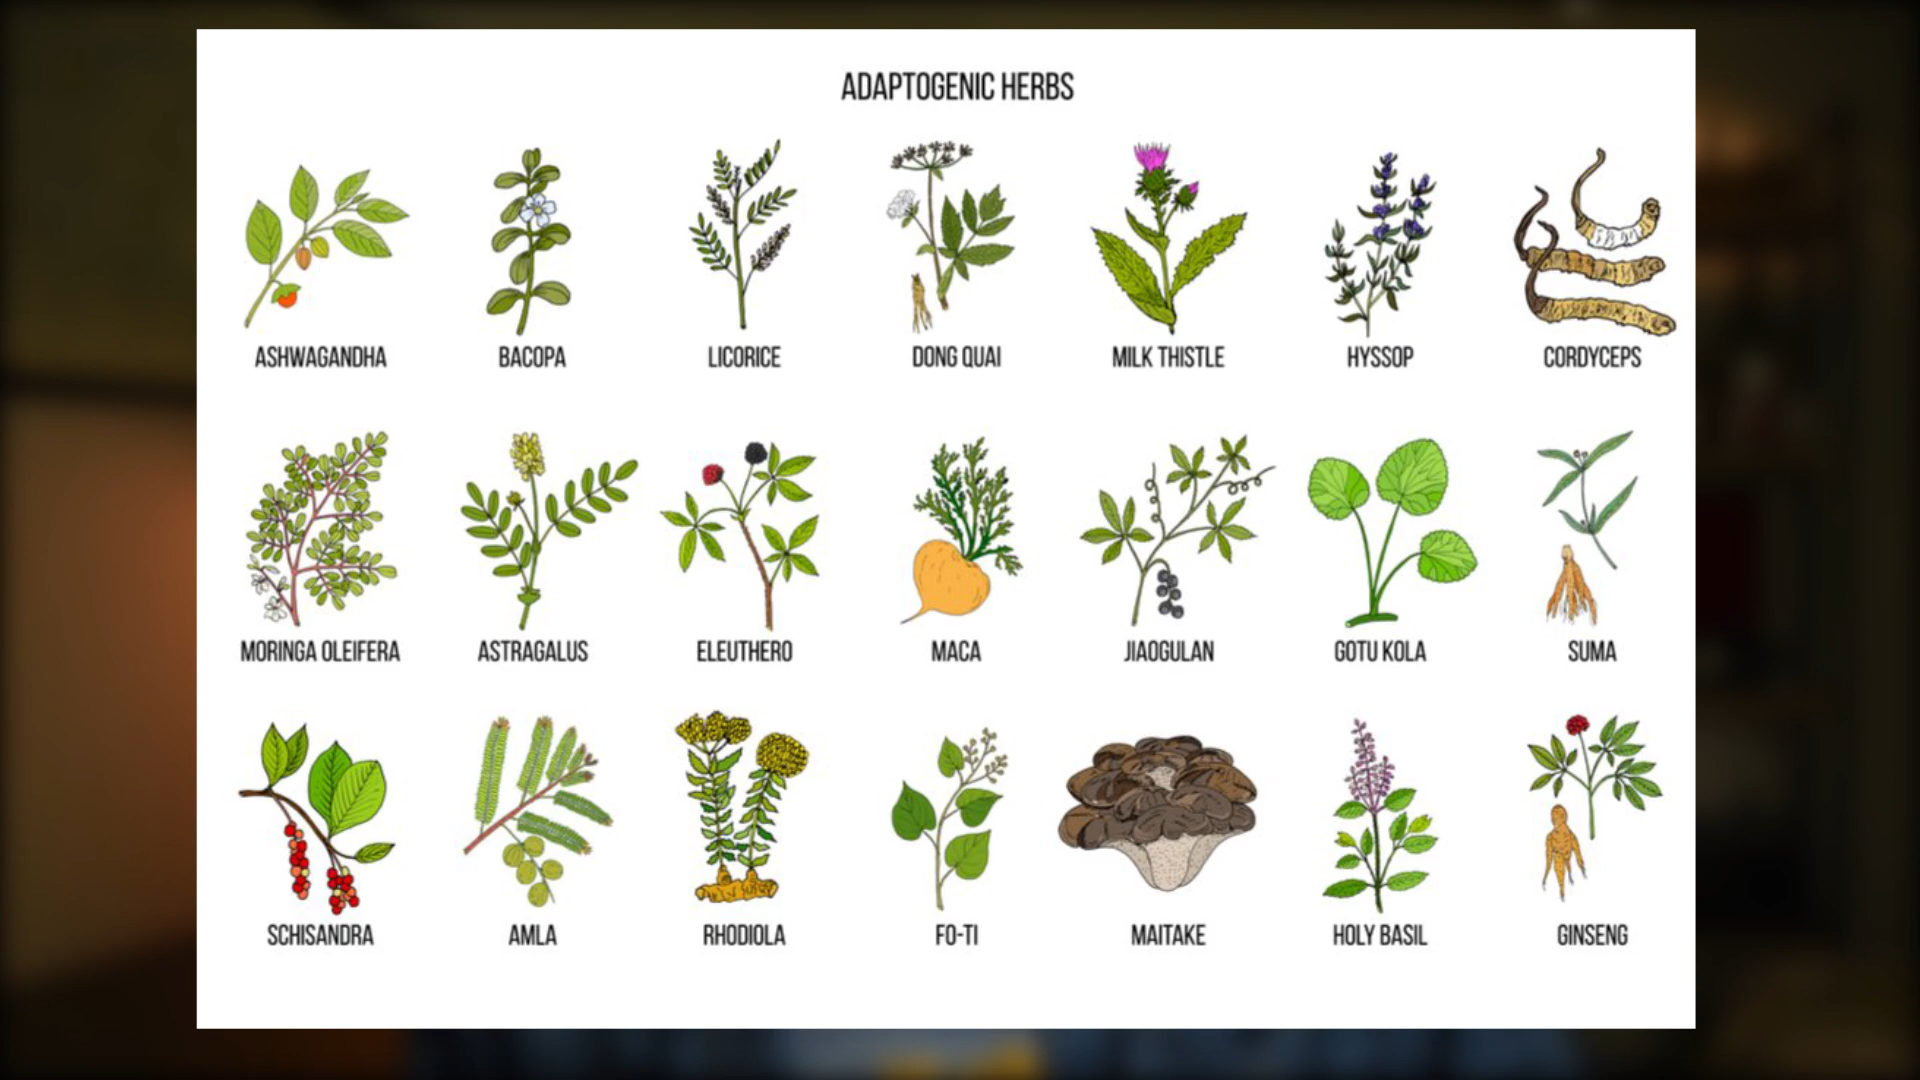 ADAPTOGENIC HERBS
ASHWAGANDHA
BACOPA
LICORICE
DONG QUAI
MILK THISTLE
HYSSOP
CORDYCEPS
MORINGA OLEIFERA
ASTRAGALUS
ELEUTHERO
MACA
JIAOGULAN
GOTU KOLA
SUMA
SCHISANDRA
AMLA
RHODIOLA
FO-TI
MAITAKE
HOLY BASIL
GINSENG